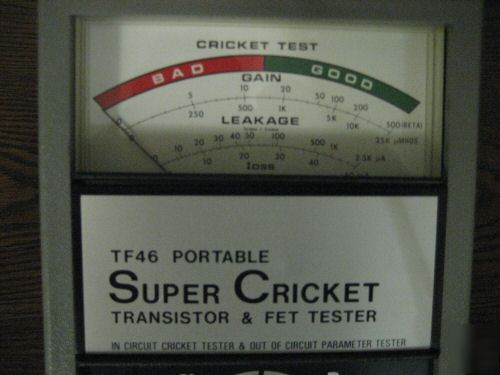 CRICKET TEST
BAD GOOD
GAIN
5 10 20 50 100 200 500(BETA)
0 250 500 1K 5K 10K 25K µMHOS
LEAKAGE
0 10 20 30 40 50 100 500 1K 2.5K µA
10 20 30 40
IDSS
TF46 PORTABLE
SUPER CRICKET
TRANSISTOR & FET TESTER
IN CIRCUIT CRICKET TESTER & OUT OF CIRCUIT PARAMETER TESTER